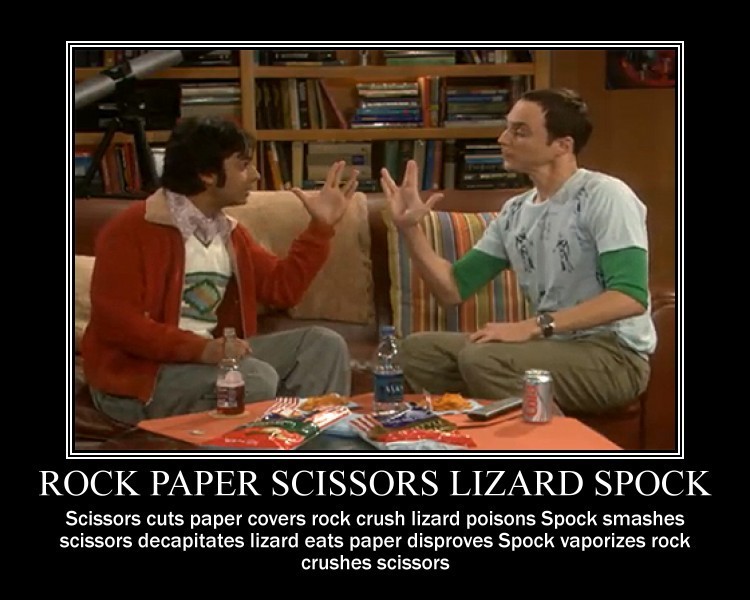 ROCK PAPER SCISSORS LIZARD SPOCK
Scissors cuts paper covers rock crush lizard poisons Spock smashes
scissors decapitates lizard eats paper disproves Spock vaporizes rock
crushes scissors